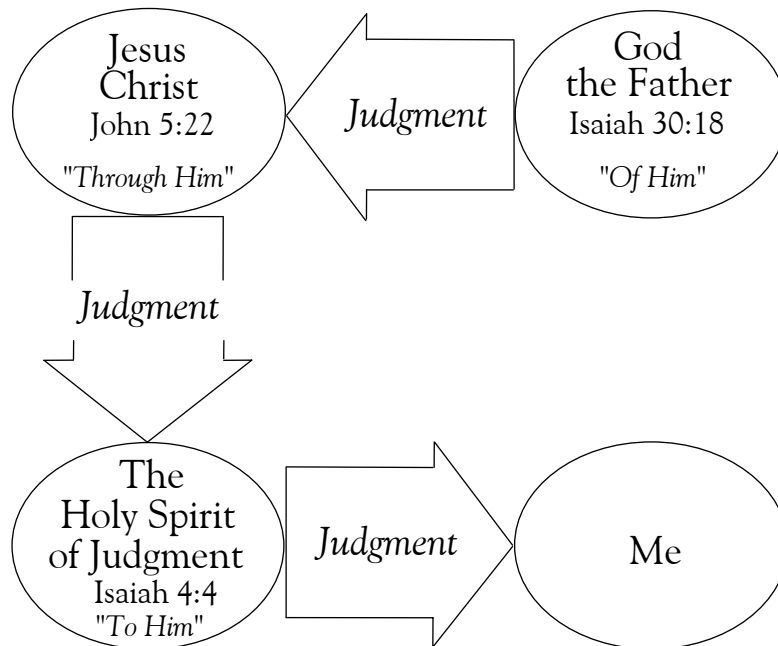 Jesus
Christ
John 5:22
"Through Him"
Judgment
God
the Father
Isaiah 30:18
"Of Him"
Judgment
The
Holy Spirit
of Judgment
Isaiah 4:4
"To Him"
Judgment
Me